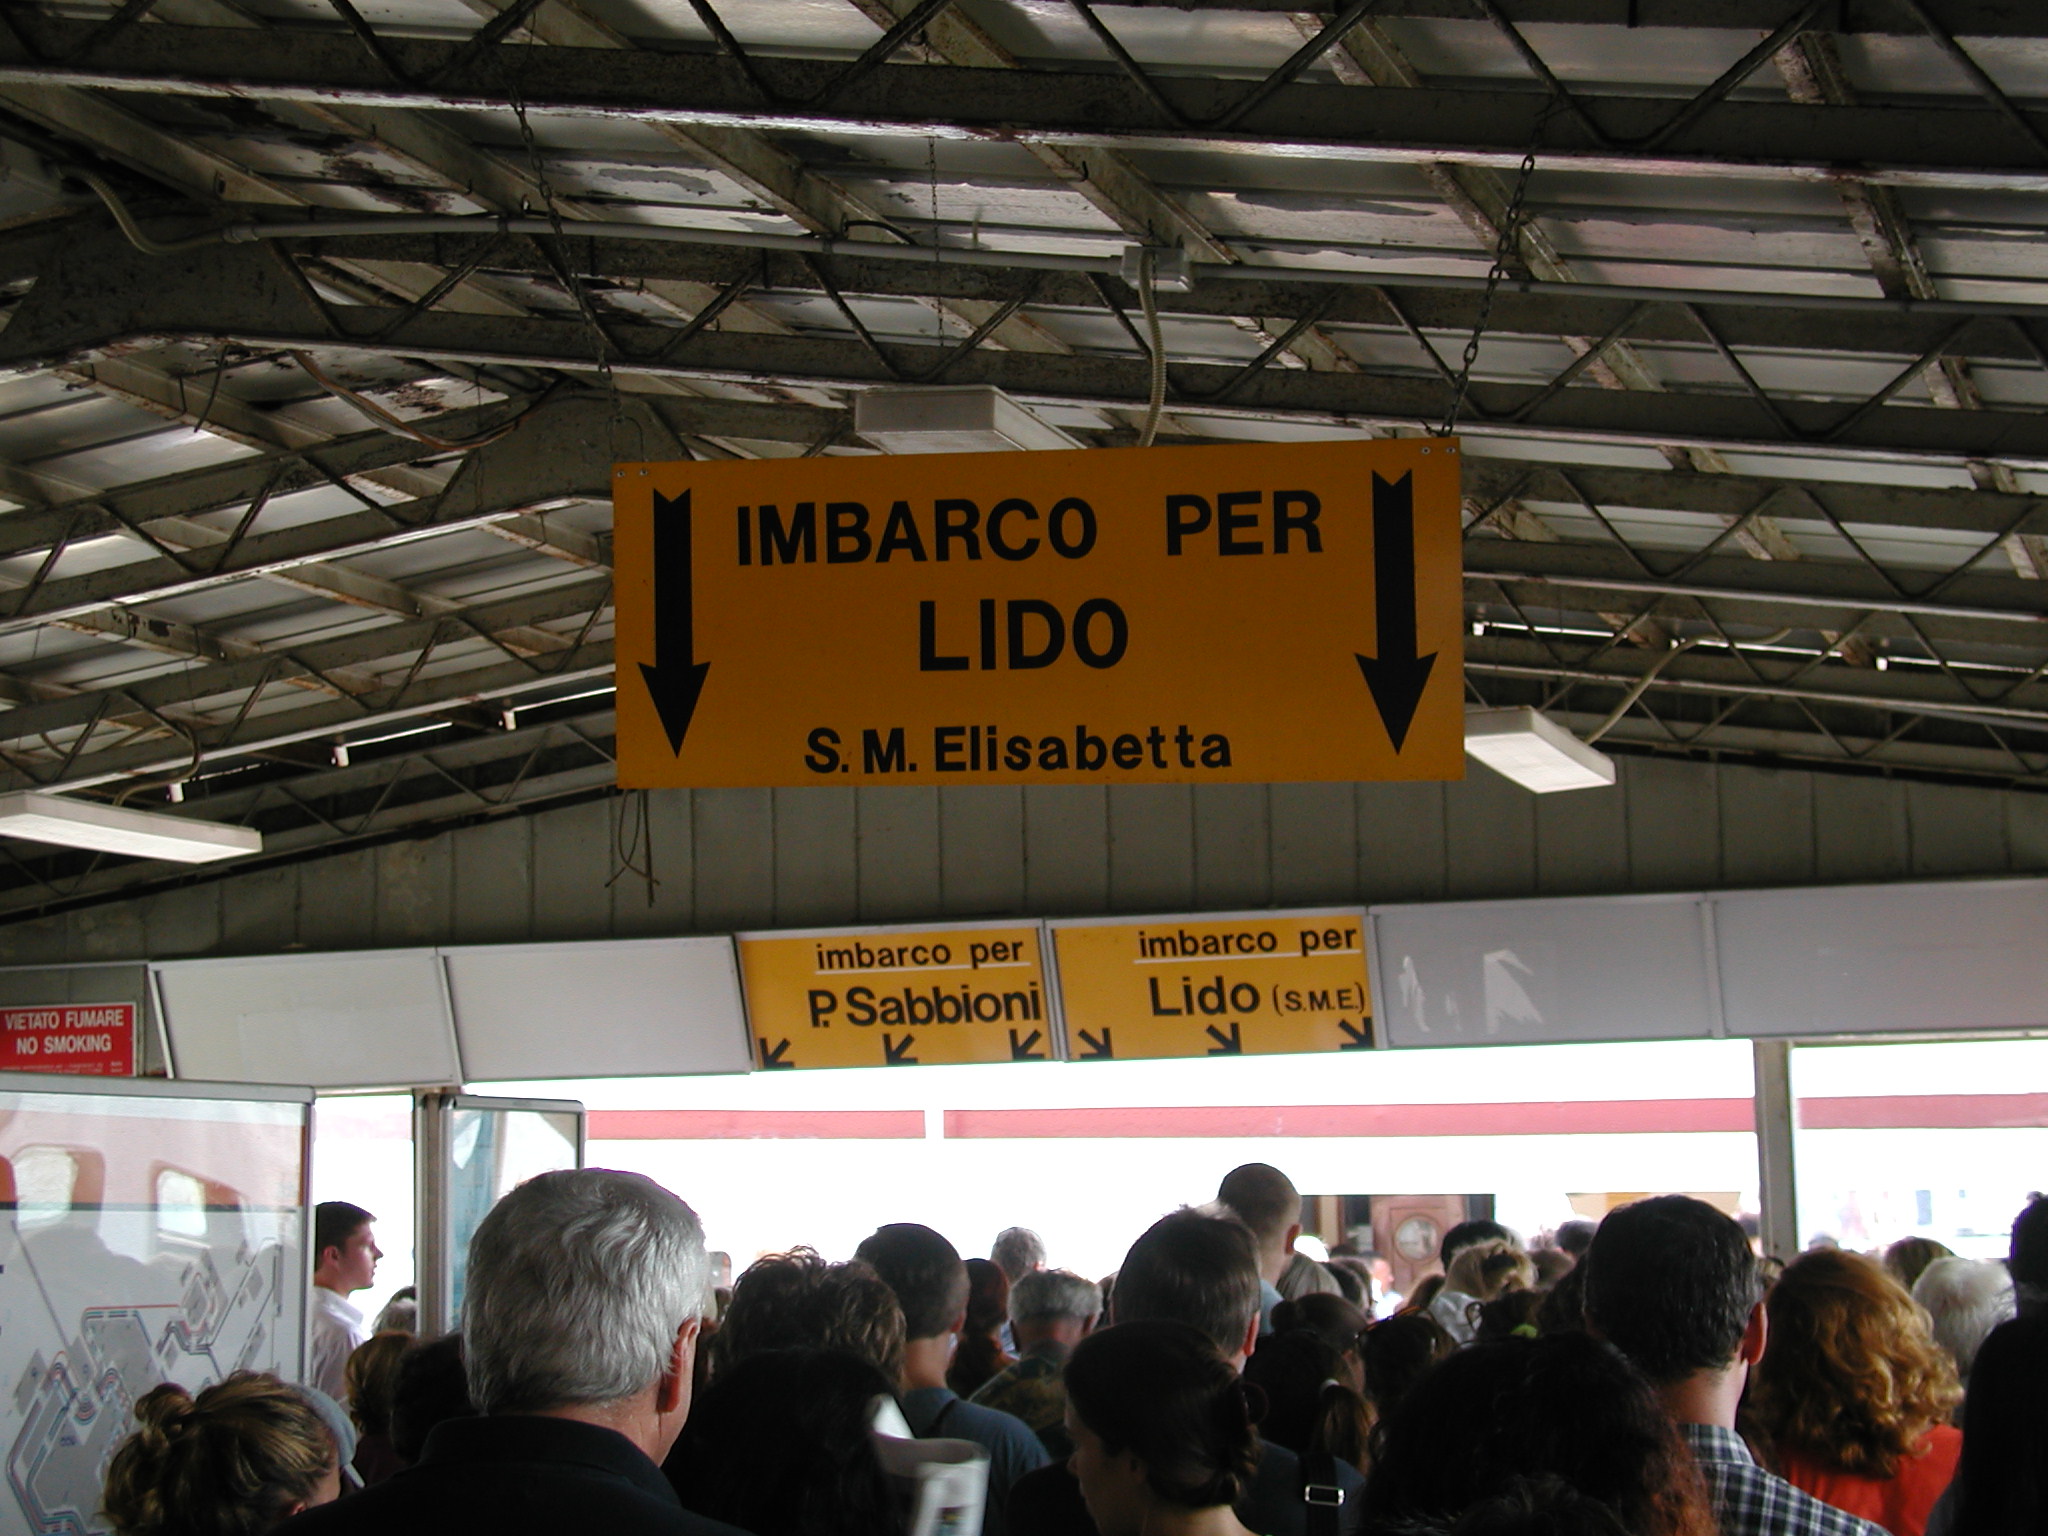 IMBARCO PER
LIDO
S. M. Elisabetta
imbarco per
P. Sabbioni
imbarco per
Lido (S.M.E.)
VIETATO FUMARE
NO SMOKING